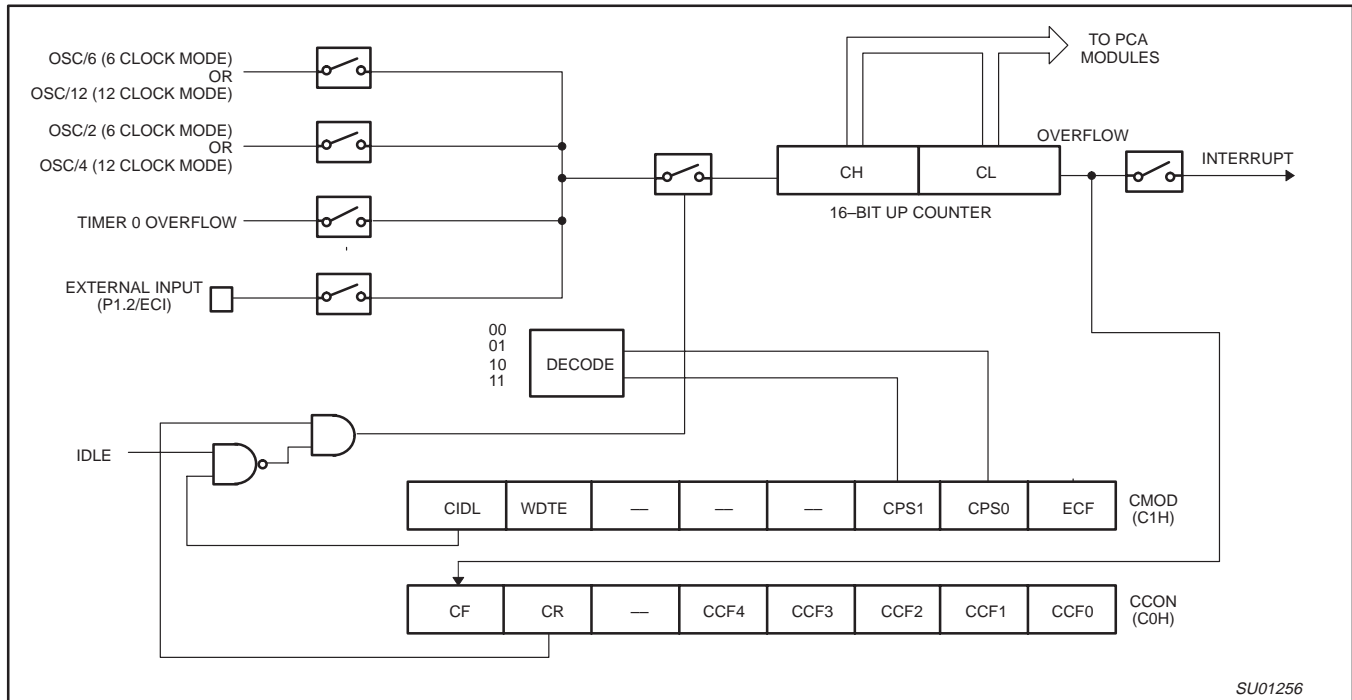 OSC/6 (6 CLOCK MODE)
OR
OSC/12 (12 CLOCK MODE)
OSC/2 (6 CLOCK MODE)
OR
OSC/4 (12 CLOCK MODE)
TIMER 0 OVERFLOW
EXTERNAL INPUT
(P1.2/ECI)
TO PCA
MODULES
OVERFLOW
INTERRUPT
CH CL
16–BIT UP COUNTER
00
01
10
11
DECODE
IDLE
CIDL WDTE –– –– –– CPS1 CPS0 ECF
CMOD
(C1H)
CF CR –– CCF4 CCF3 CCF2 CCF1 CCF0
CCON
(C0H)
SU01256